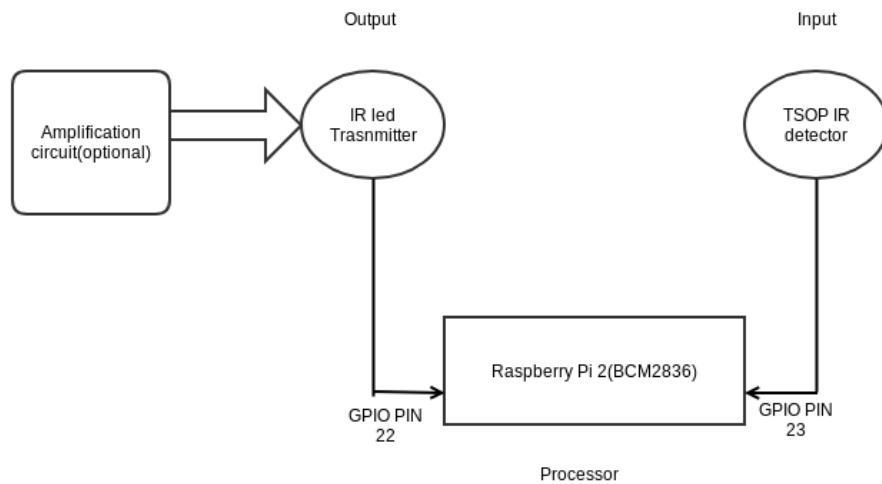 Output
Input
Amplification
circuit(optional)
IR led
Trasnmitter
TSOP IR
detector
Raspberry Pi 2(BCM2836)
GPIO PIN
22
GPIO PIN
23
Processor